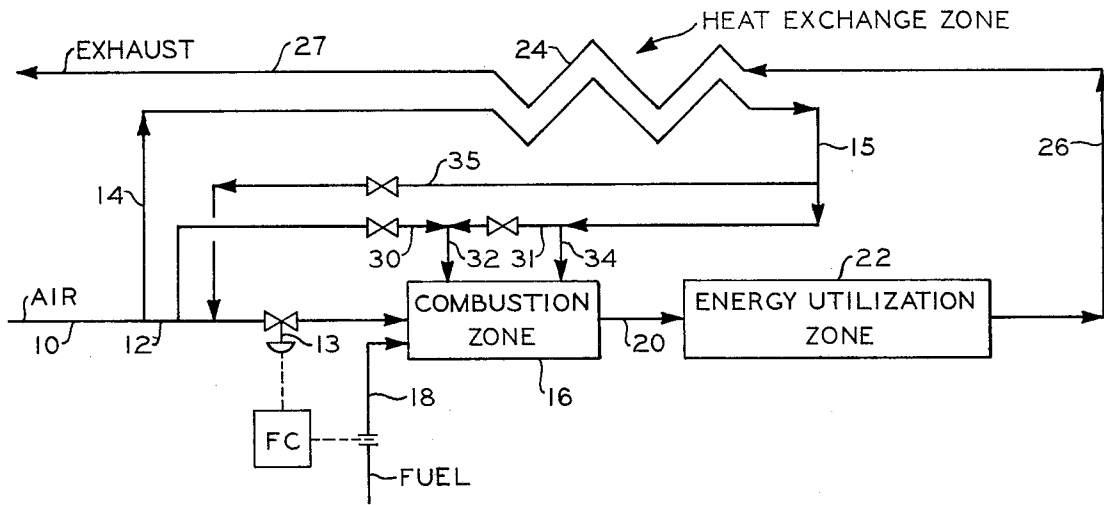 HEAT EXCHANGE ZONE
EXHAUST
27
24
15
26
14
35
30
32
31
34
AIR
10
12
13
COMBUSTION
ZONE
16
20
22
ENERGY UTILIZATION
ZONE
18
FC
FUEL